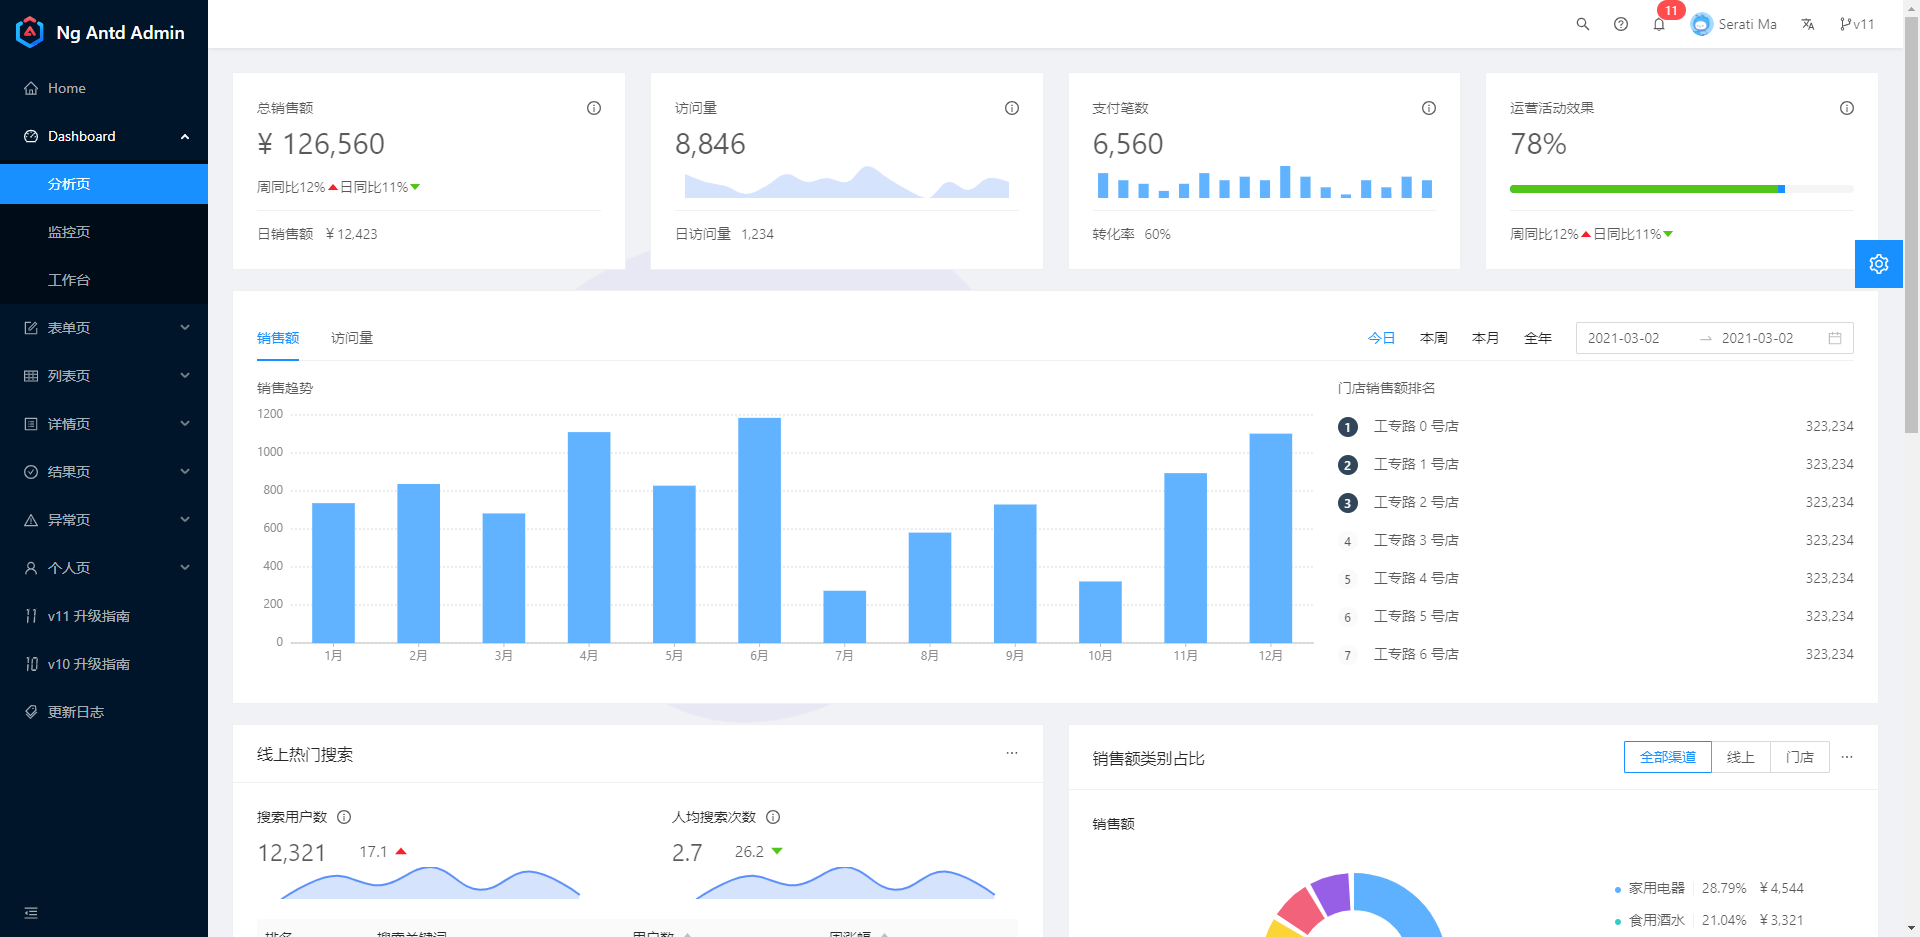 Ng Antd Admin
Home
Dashboard
分析页
监控页
工作台
表单页
列表页
详情页
结果页
异常页
个人页
v11 升级指南
v10 升级指南
更新日志
11
Serati Ma
v11
总销售额
¥ 126,560
周同比12% 日同比11%
日销售额 ¥ 12,423
访问量
8,846
日访问量 1,234
支付笔数
6,560
转化率 60%
运营活动效果
78%
周同比12% 日同比11%
销售额 访问量
今日 本周 本月 全年 2021-03-02 2021-03-02
销售趋势
1200
1000
800
600
400
200
0
1月 2月 3月 4月 5月 6月 7月 8月 9月 10月 11月 12月
门店销售额排名
1 工专路 0 号店 323,234
2 工专路 1 号店 323,234
3 工专路 2 号店 323,234
4 工专路 3 号店 323,234
5 工专路 4 号店 323,234
6 工专路 5 号店 323,234
7 工专路 6 号店 323,234
线上热门搜索
搜索用户数
12,321 17.1
人均搜索次数
2.7 26.2
排名 搜索关键词 用户数 周涨幅
销售额类别占比
全部渠道 线上 门店
销售额
家用电器 28.79% ¥ 4,544
食用酒水 21.04% ¥ 3,321